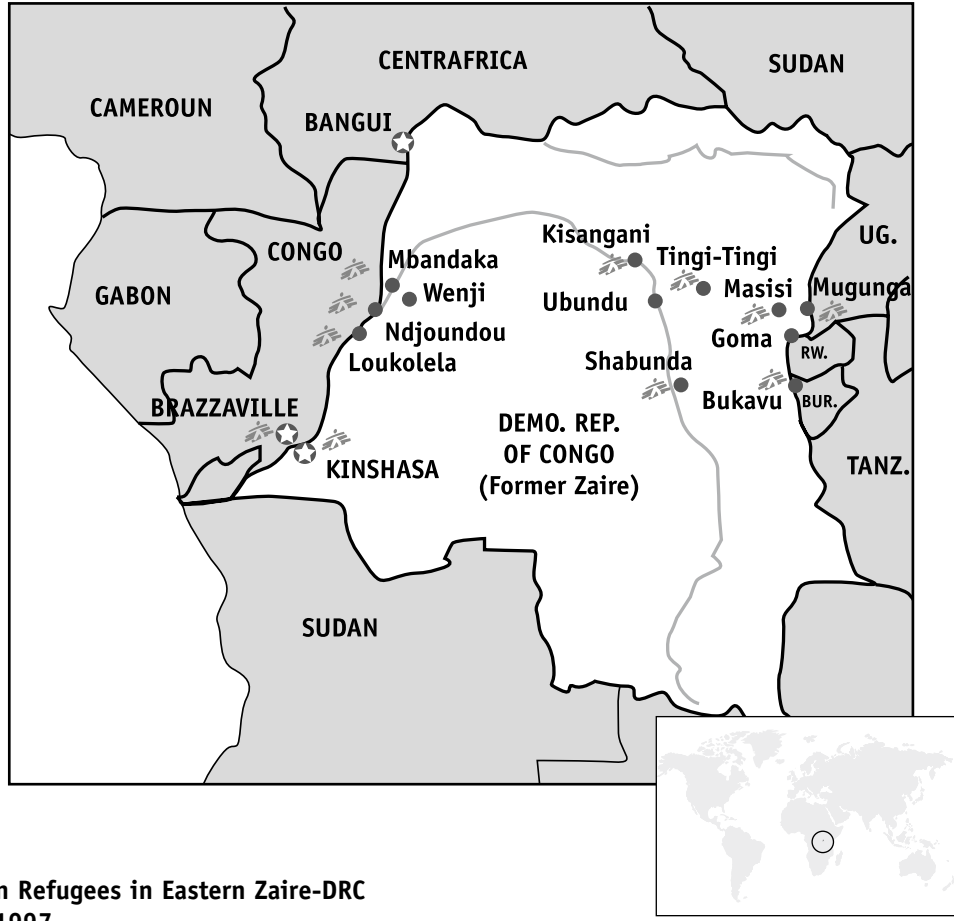 CENTRAFRICA
SUDAN
CAMEROUN
BANGUI
UG.
Kisangani
CONGO
Tingi-Tingi
Mbandaka
Masisi
Mugunga
GABON
Wenji
Ubundu
Ndjoundou
Goma
RW.
Loukolela
Shabunda
BRAZZAVILLE
Bukavu
BUR.
DEMO. REP.
OF CONGO
(Former Zaire)
KINSHASA
TANZ.
SUDAN
Refugees in Eastern Zaire-DRC